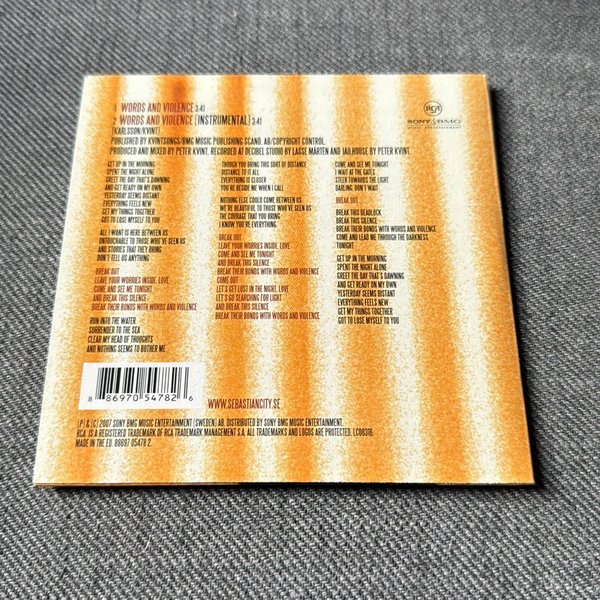 1 WORDS AND VIOLENCE 3:41
2 WORDS AND VIOLENCE (INSTRUMENTAL) 3:41
(KARLSSON/KVINT)
PUBLISHED BY KVINTSONGS/BMG MUSIC PUBLISHING SCAND. AB/COPYRIGHT CONTROL.
PRODUCED AND MIXED BY PETER KVINT. RECORDED AT DECIBEL STUDIO BY LASSE MÅRTEN AND JAILHOUSE BY PETER KVINT.
RCA
SONY BMG
MUSIC ENTERTAINMENT
GET UP IN THE MORNING
SPENT THE NIGHT ALONE
GREET THE DAY THAT'S DAWNING
AND GET READY ON MY OWN
YESTERDAY SEEMS DISTANT
EVERYTHING FEELS NEW
GET MY THINGS TOGETHER
GOT TO LOSE MYSELF TO YOU
ALL I WANT IS HERE BETWEEN US
UNTOUCHABLE TO THOSE WHO'VE SEEN US
AND STORIES THAT THEY BRING
DON'T TELL US ANYTHING
BREAK OUT
LEAVE YOUR WORRIES INSIDE, LOVE
COME AND SEE ME TONIGHT
AND BREAK THIS SILENCE
BREAK THEIR BONDS WITH WORDS AND VIOLENCE
RUN INTO THE WATER
SURRENDER TO THE SEA
CLEAR MY HEAD OF THOUGHTS
AND NOTHING SEEMS TO BOTHER ME
THOUGH YOU BRING THIS SORT OF DISTANCE
DISTANCE TO IT ALL
EVERYTHING IS CLOSER
YOU'RE BESIDE ME WHEN I CALL
NOTHING ELSE COULD COME BETWEEN US
WE'RE BEAUTIFUL TO THOSE WHO'VE SEEN US
THE COURAGE THAT YOU BRING
I KNOW YOU'RE EVERYTHING
BREAK OUT
LEAVE YOUR WORRIES INSIDE, LOVE
COME AND SEE ME TONIGHT
AND BREAK THIS SILENCE
BREAK THEIR BONDS WITH WORDS AND VIOLENCE
COME OUT
LET'S GET LOST IN THE NIGHT, LOVE
LET'S GO SEARCHING FOR LIGHT
AND BREAK THIS SILENCE
BREAK THEIR BONDS WITH WORDS AND VIOLENCE
COME AND SEE ME TONIGHT
I WAIT AT THE GATES
STEER TOWARDS THE LIGHT
DARLING, DON'T WAIT
BREAK OUT...
BREAK THIS DEADLOCK
BREAK THIS SILENCE
BREAK THEIR BONDS WITH WORDS AND VIOLENCE
COME AND LEAD ME THROUGH THE DARKNESS,
TONIGHT
GET UP IN THE MORNING
SPENT THE NIGHT ALONE
GREET THE DAY THAT'S DAWNING
AND GET READY ON MY OWN
YESTERDAY SEEMS DISTANT
EVERYTHING FEELS NEW
GET MY THINGS TOGETHER
GOT TO LOSE MYSELF TO YOU
8 86970 54782 6
WWW.SEBASTIANCITY.SE
(P) & (C) 2007 SONY BMG MUSIC ENTERTAINMENT (SWEDEN) AB. DISTRIBUTED BY SONY BMG MUSIC ENTERTAINMENT.
RCA IS A REGISTERED TRADEMARK OF RCA TRADEMARK MANAGEMENT S.A. ALL TRADEMARKS AND LOGOS ARE PROTECTED. LC00316.
MADE IN THE EU. 88697 05478 2.